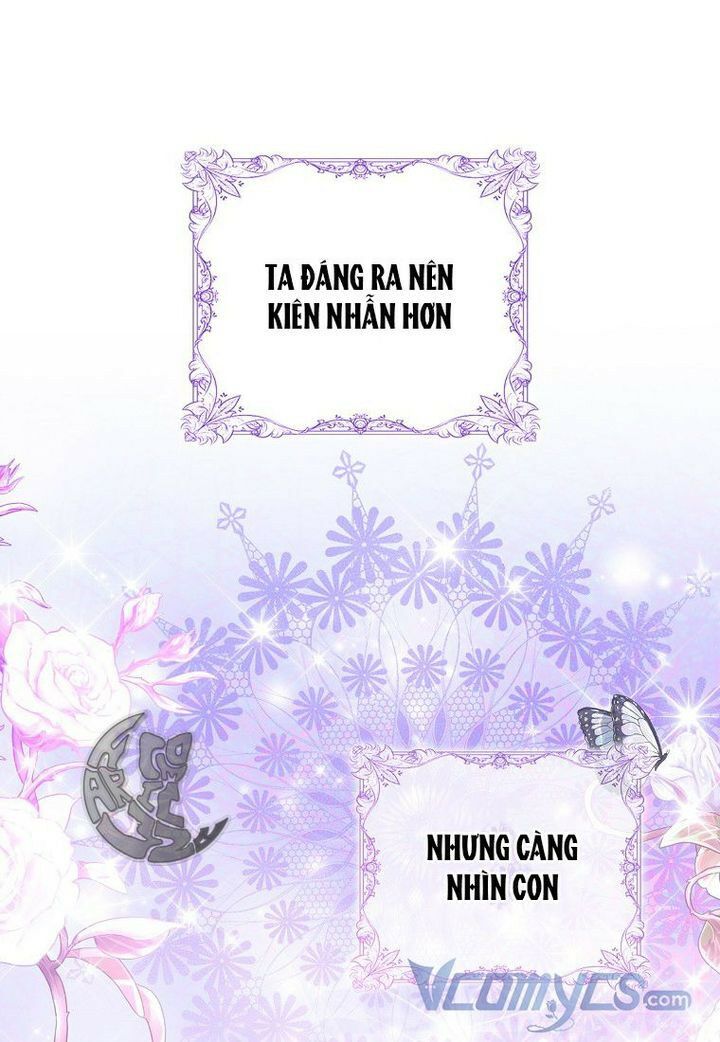 TA ĐÁNG RA NÊN
KIÊN NHẪN HƠN
NHƯNG CÀNG
NHÌN CON
VCOMYCS.COM